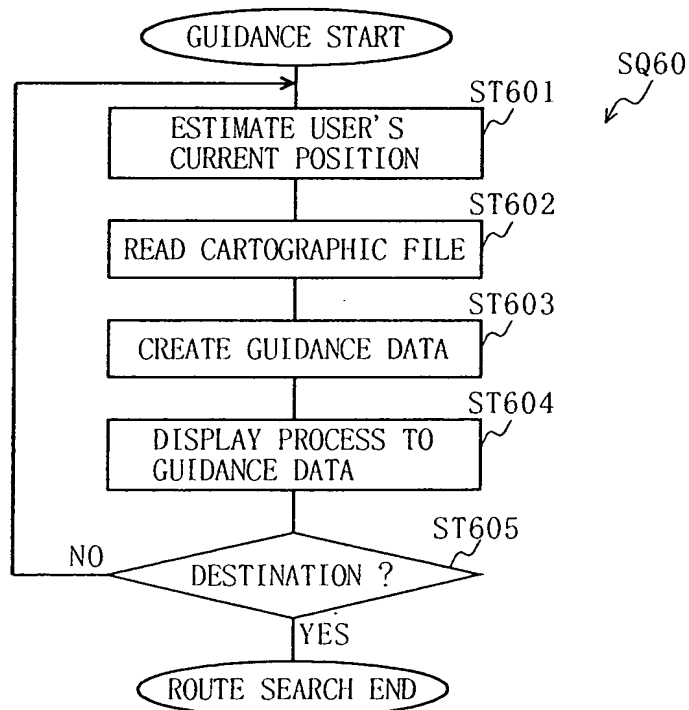 GUIDANCE START
SQ60
ST601
ESTIMATE USER'S
CURRENT POSITION
ST602
READ CARTOGRAPHIC FILE
ST603
CREATE GUIDANCE DATA
ST604
DISPLAY PROCESS TO
GUIDANCE DATA
ST605
NO
DESTINATION ?
YES
ROUTE SEARCH END